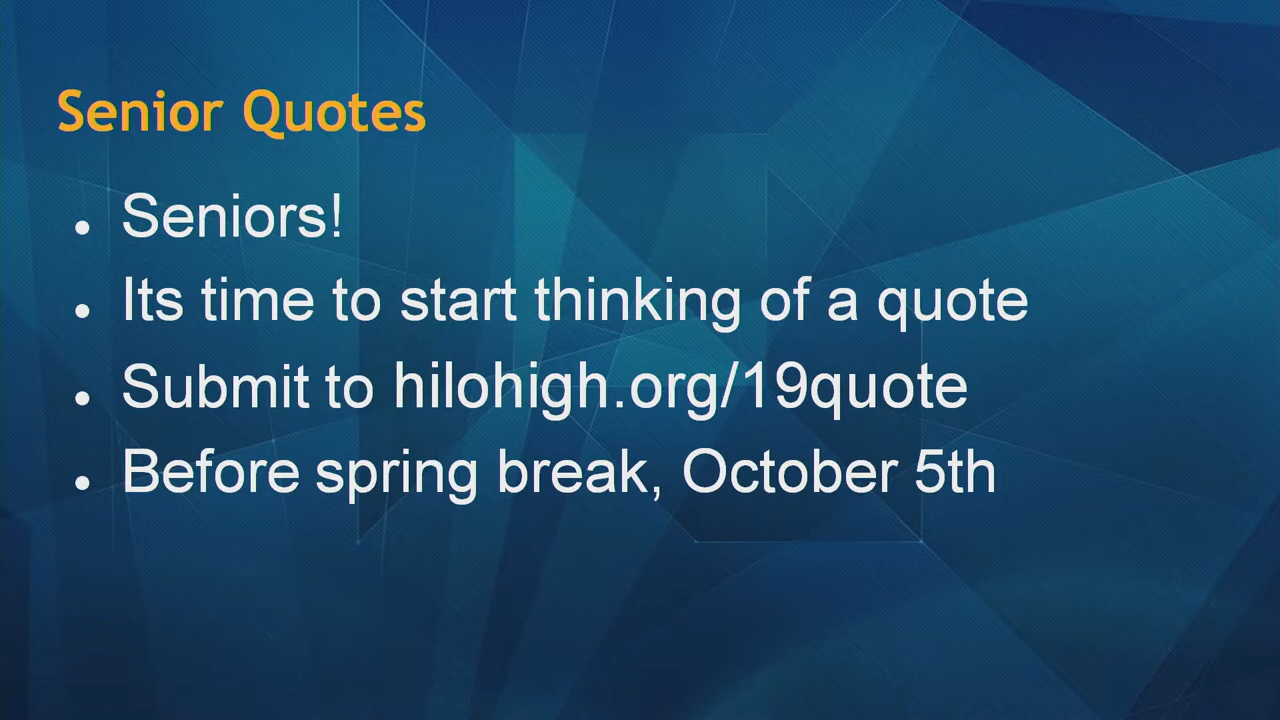 Senior Quotes
• Seniors!
• Its time to start thinking of a quote
• Submit to hilohigh.org/19quote
• Before spring break, October 5th